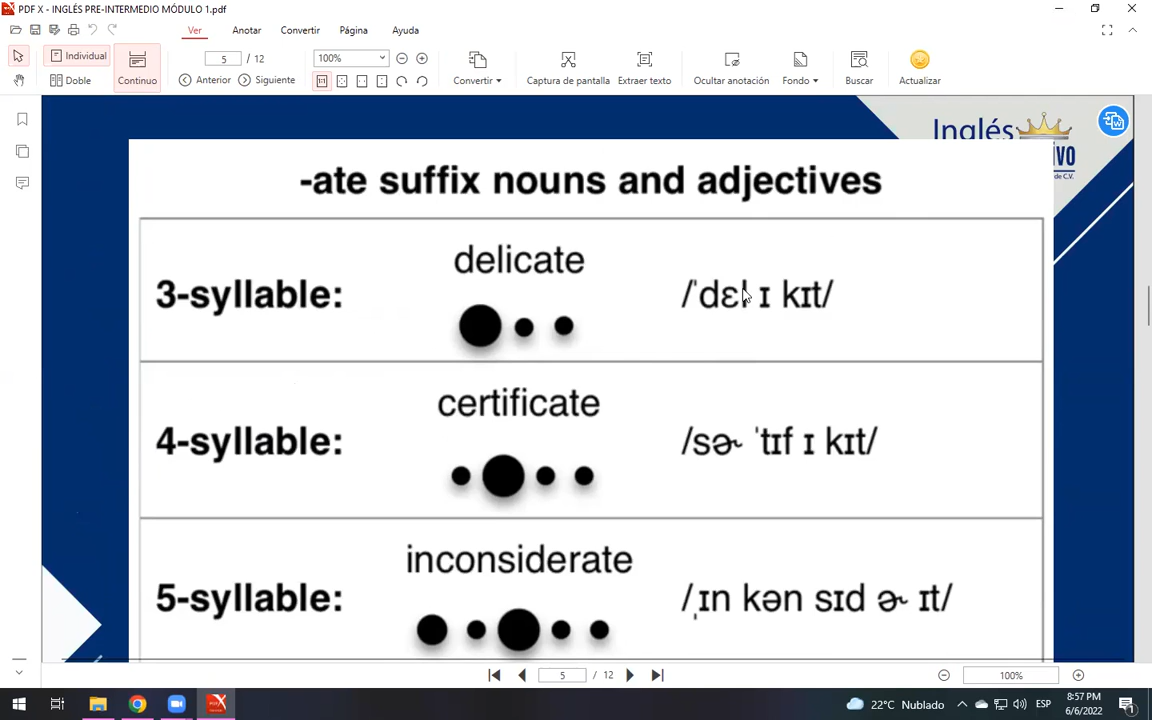 PDF X - INGLÉS PRE-INTERMEDIO MÓDULO 1.pdf
Ver Anotar Convertir Página Ayuda
Individual
Doble
Continuo
5 / 12
Anterior Siguiente
100%
Convertir
Captura de pantalla
Extraer texto
Ocultar anotación
Fondo
Buscar
Actualizar
Inglés
de C.V.
-ate suffix nouns and adjectives
3-syllable: delicate /ˈdɛl ɪ kɪt/
4-syllable: certificate /sɚ ˈtɪf ɪ kɪt/
5-syllable: inconsiderate /ˌɪn kən sɪd ɚ ɪt/
5 / 12
100%
22°C Nublado
ESP
8:57 PM
6/6/2022
1